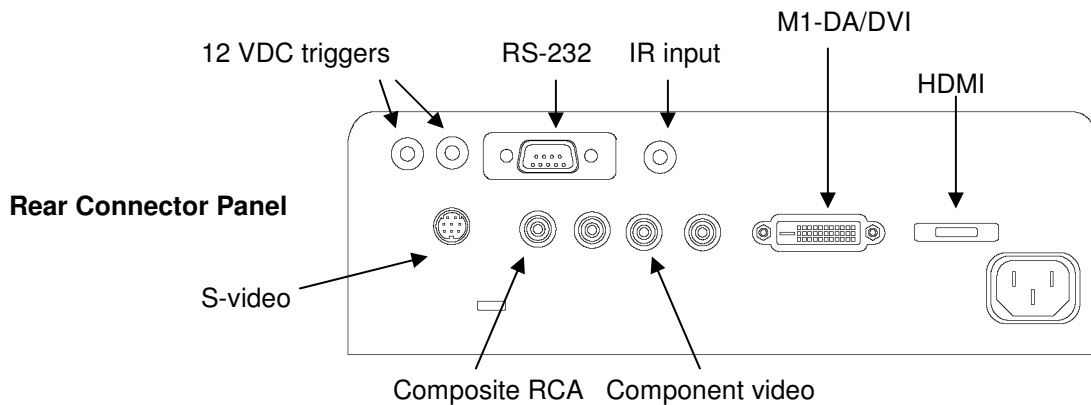 M1-DA/DVI
12 VDC triggers RS-232 IR input
HDMI
Rear Connector Panel
S-video
Composite RCA Component video